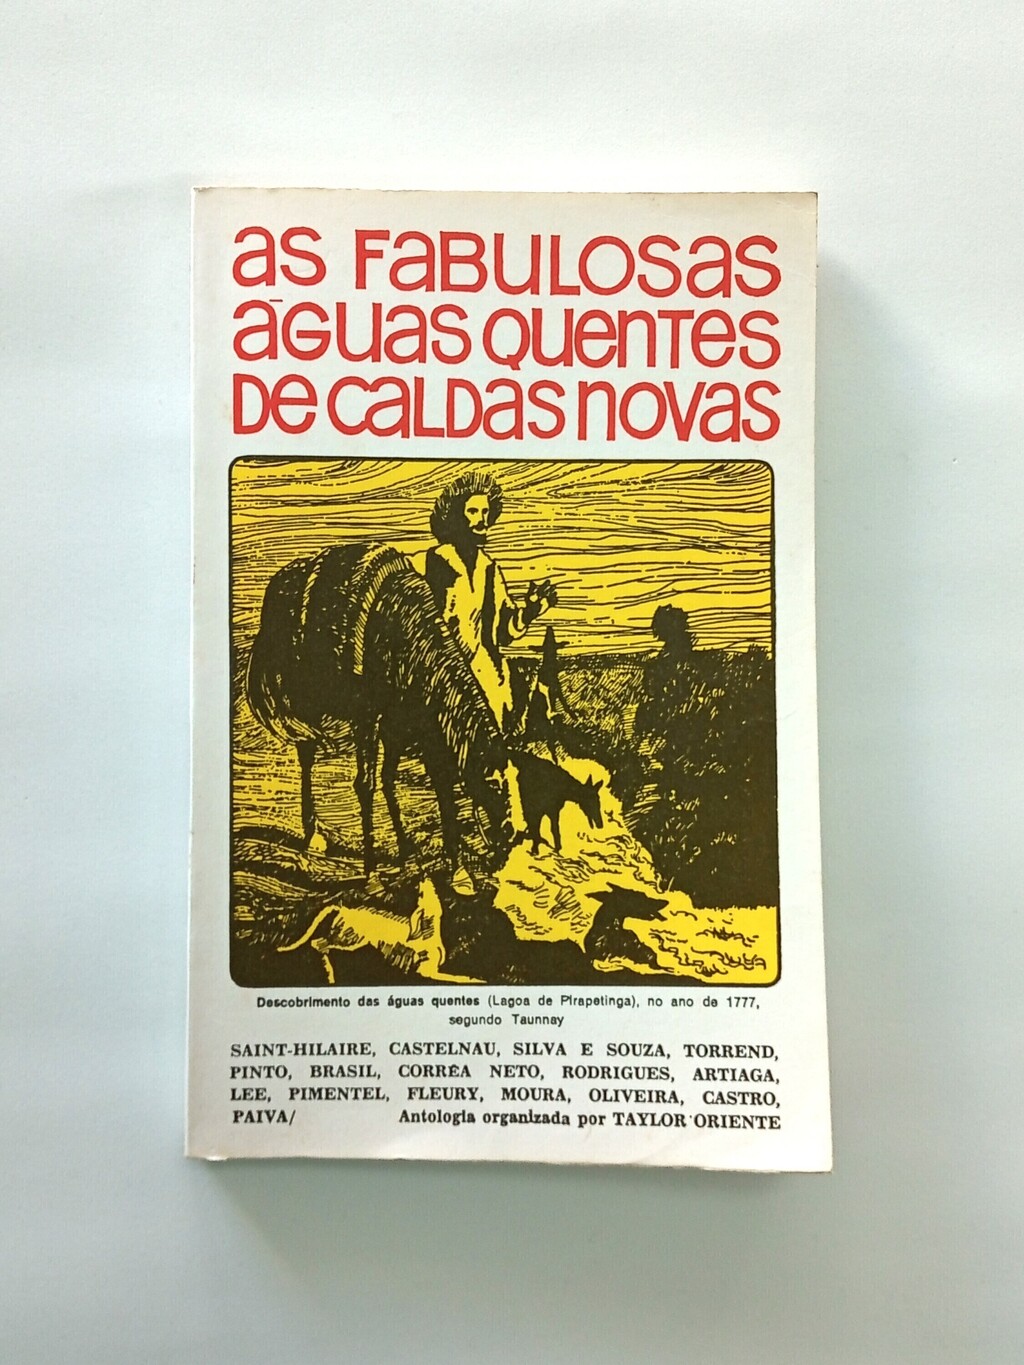 as FaBULOSas
águas quentes
De caldas novas
Descobrimento das águas quentes (Lagoa de Pirapetinga), no ano de 1777,
segundo Taunnay
SAINT-HILAIRE, CASTELNAU, SILVA E SOUZA, TORREND,
PINTO, BRASIL, CORRÊA NETO, RODRIGUES, ARTIAGA,
LEE, PIMENTEL, FLEURY, MOURA, OLIVEIRA, CASTRO,
PAIVA/ Antologia organizada por TAYLOR ORIENTE